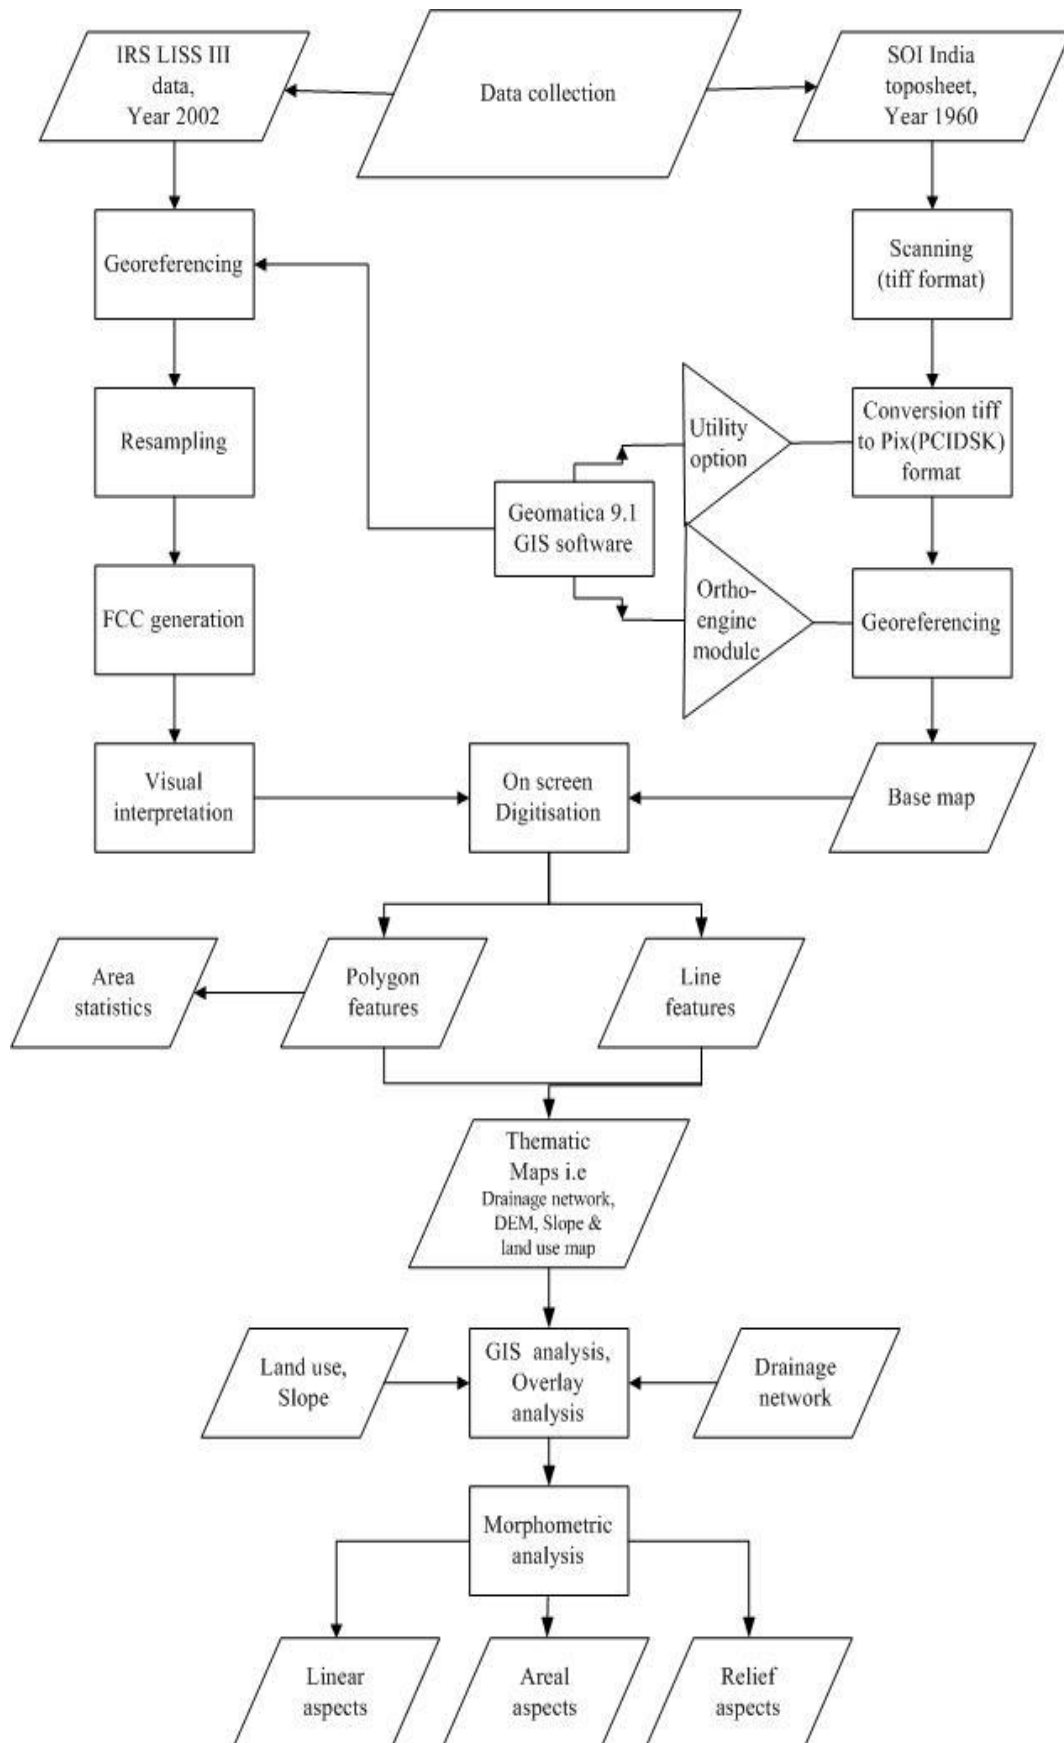 IRS LISS III
data,
Year 2002
Data collection
SOI India
toposheet,
Year 1960
Georeferencing
Scanning
(tiff format)
Resampling
Utility
option
Conversion tiff
to Pix(PCIDSK)
format
Geomatica 9.1
GIS software
FCC generation
Ortho-
engine
module
Georeferencing
Visual
interpretation
On screen
Digitisation
Base map
Area
statistics
Polygon
features
Line
features
Thematic
Maps i.e
Drainage network,
DEM, Slope &
land use map
Land use,
Slope
GIS analysis,
Overlay
analysis
Drainage
network
Morphometric
analysis
Linear
aspects
Areal
aspects
Relief
aspects